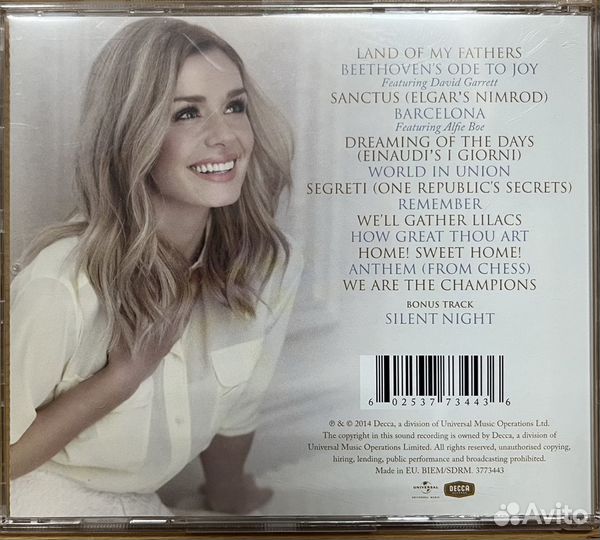 LAND OF MY FATHERS
BEETHOVEN'S ODE TO JOY
Featuring David Garrett
SANCTUS (ELGAR'S NIMROD)
BARCELONA
Featuring Alfie Boe
DREAMING OF THE DAYS
(EINAUDI'S I GIORNI)
WORLD IN UNION
SEGRETI (ONE REPUBLIC'S SECRETS)
REMEMBER
WE'LL GATHER LILACS
HOW GREAT THOU ART
HOME! SWEET HOME!
ANTHEM (FROM CHESS)
WE ARE THE CHAMPIONS
BONUS TRACK
SILENT NIGHT
6 02537 73443 6
℗ & © 2014 Decca, a division of Universal Music Operations Ltd.
The copyright in this sound recording is owned by Decca, a division of
Universal Music Operations Limited. All rights reserved, unauthorised copying,
hiring, lending, public performance and broadcasting prohibited.
Made in EU. BIEM/SDRM. 3773443
UNIVERSAL
DECCA
Avito